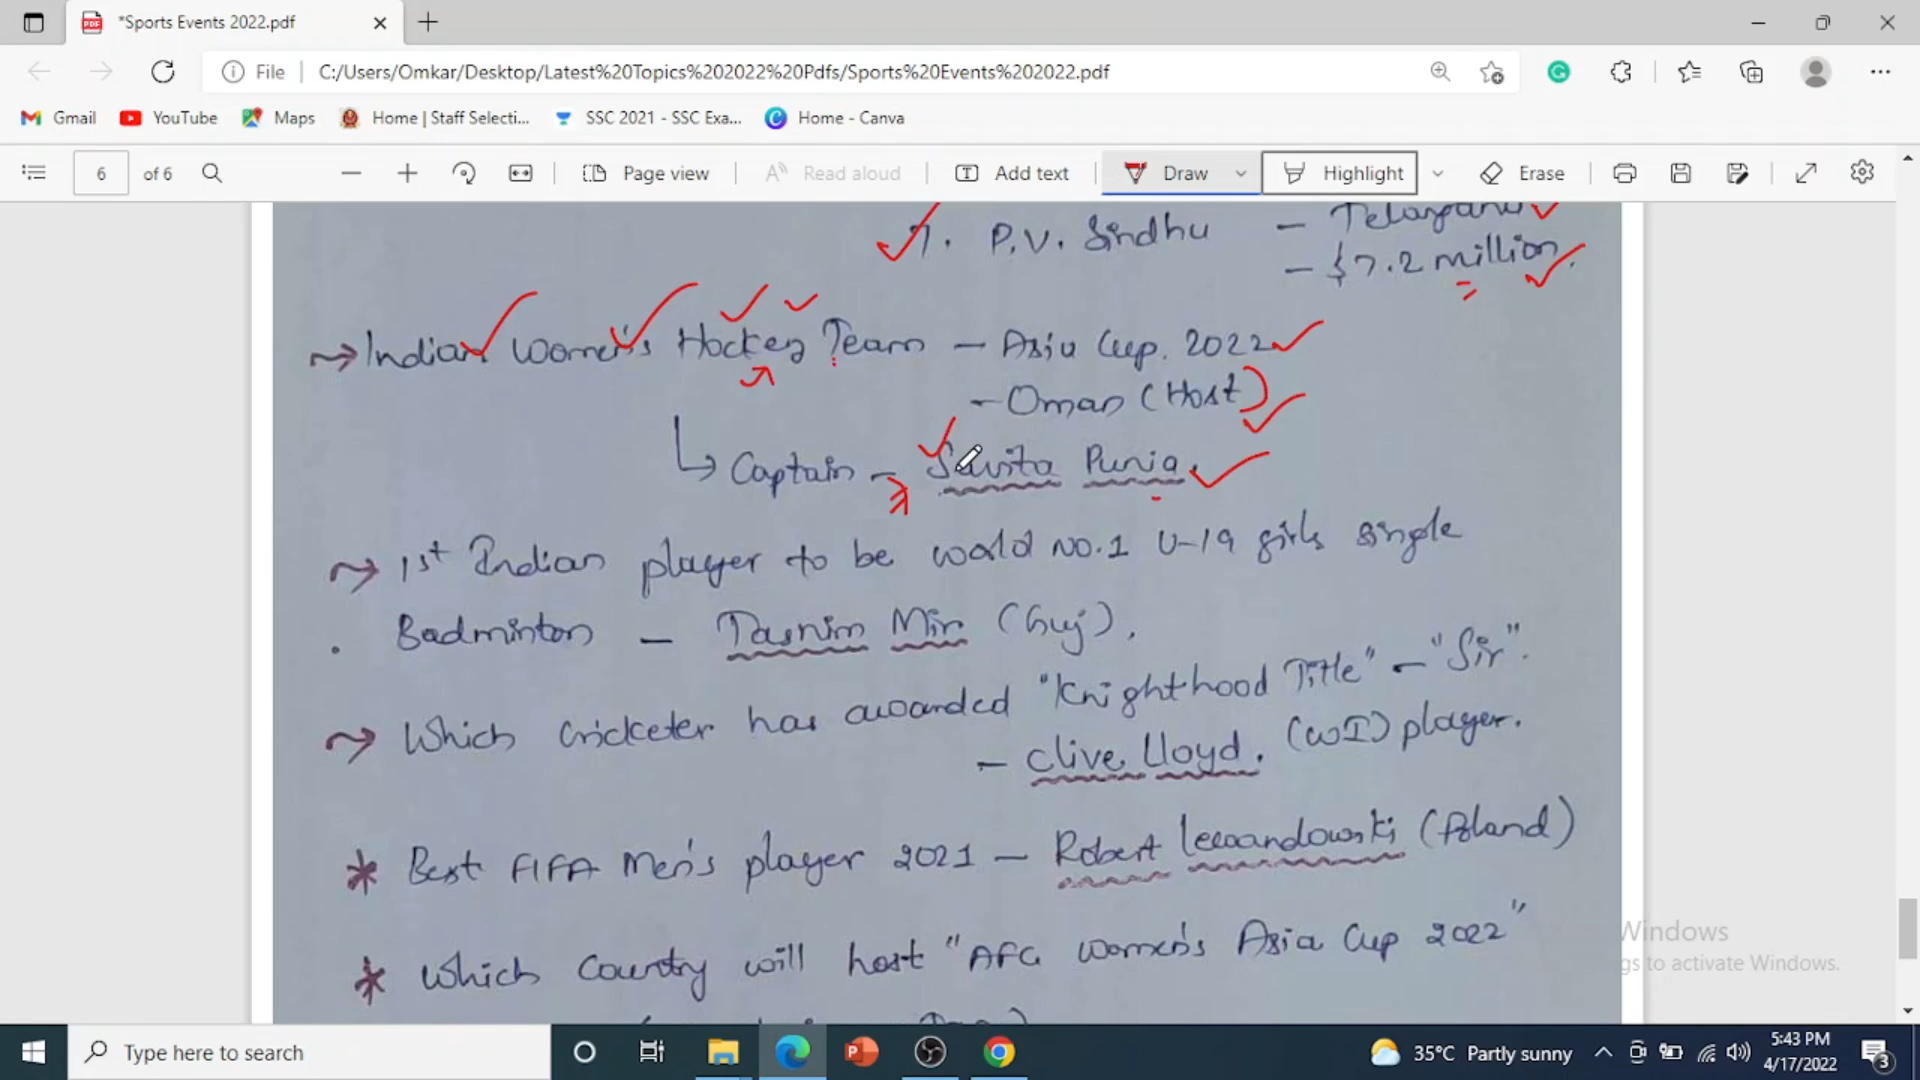 *Sports Events 2022.pdf
File C:/Users/Omkar/Desktop/Latest%20Topics%202022%20Pdfs/Sports%20Events%202022.pdf
Gmail YouTube Maps Home | Staff Selecti... SSC 2021 - SSC Exa... Home - Canva
6 of 6 Page view Read aloud Add text Draw Highlight Erase
7. P.V. Sindhu - Telangana
- $7.2 million.
Indian Women's Hockey Team - Asia Cup. 2022
- Oman (Host)
Captain - Savita Punia.
1st Indian player to be world No.1 U-19 girls single
Badminton - Tasnim Mir (Guj).
Which cricketer has awarded "Knighthood Title" - "Sir".
- Clive Lloyd. (WI) player.
* Best FIFA Men's player 2021 - Robert lewandowski (Poland)
* Which Country will host "AFC Women's Asia Cup 2022"
Windows
gs to activate Windows.
Type here to search 35°C Partly sunny 5:43 PM
4/17/2022 3